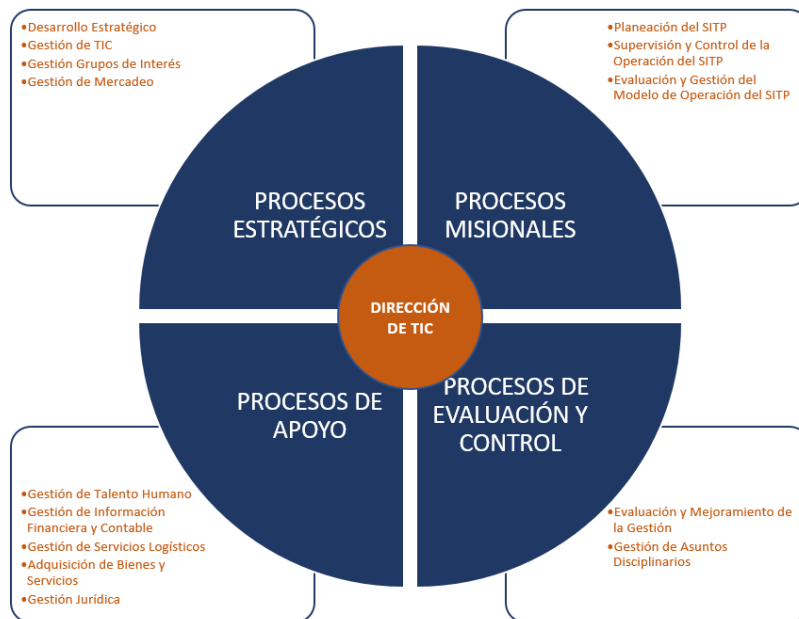 •Desarrollo Estratégico
•Gestión de TIC
•Gestión Grupos de Interés
•Gestión de Mercadeo
•Planeación del SITP
•Supervisión y Control de la
Operación del SITP
•Evaluación y Gestión del
Modelo de Operación del SITP
PROCESOS
ESTRATÉGICOS
PROCESOS
MISIONALES
DIRECCIÓN
DE TIC
PROCESOS DE
APOYO
PROCESOS DE
EVALUACIÓN Y
CONTROL
•Gestión de Talento Humano
•Gestión de Información
Financiera y Contable
•Gestión de Servicios Logísticos
•Adquisición de Bienes y
Servicios
•Gestión Jurídica
•Evaluación y Mejoramiento de
la Gestión
•Gestión de Asuntos
Disciplinarios